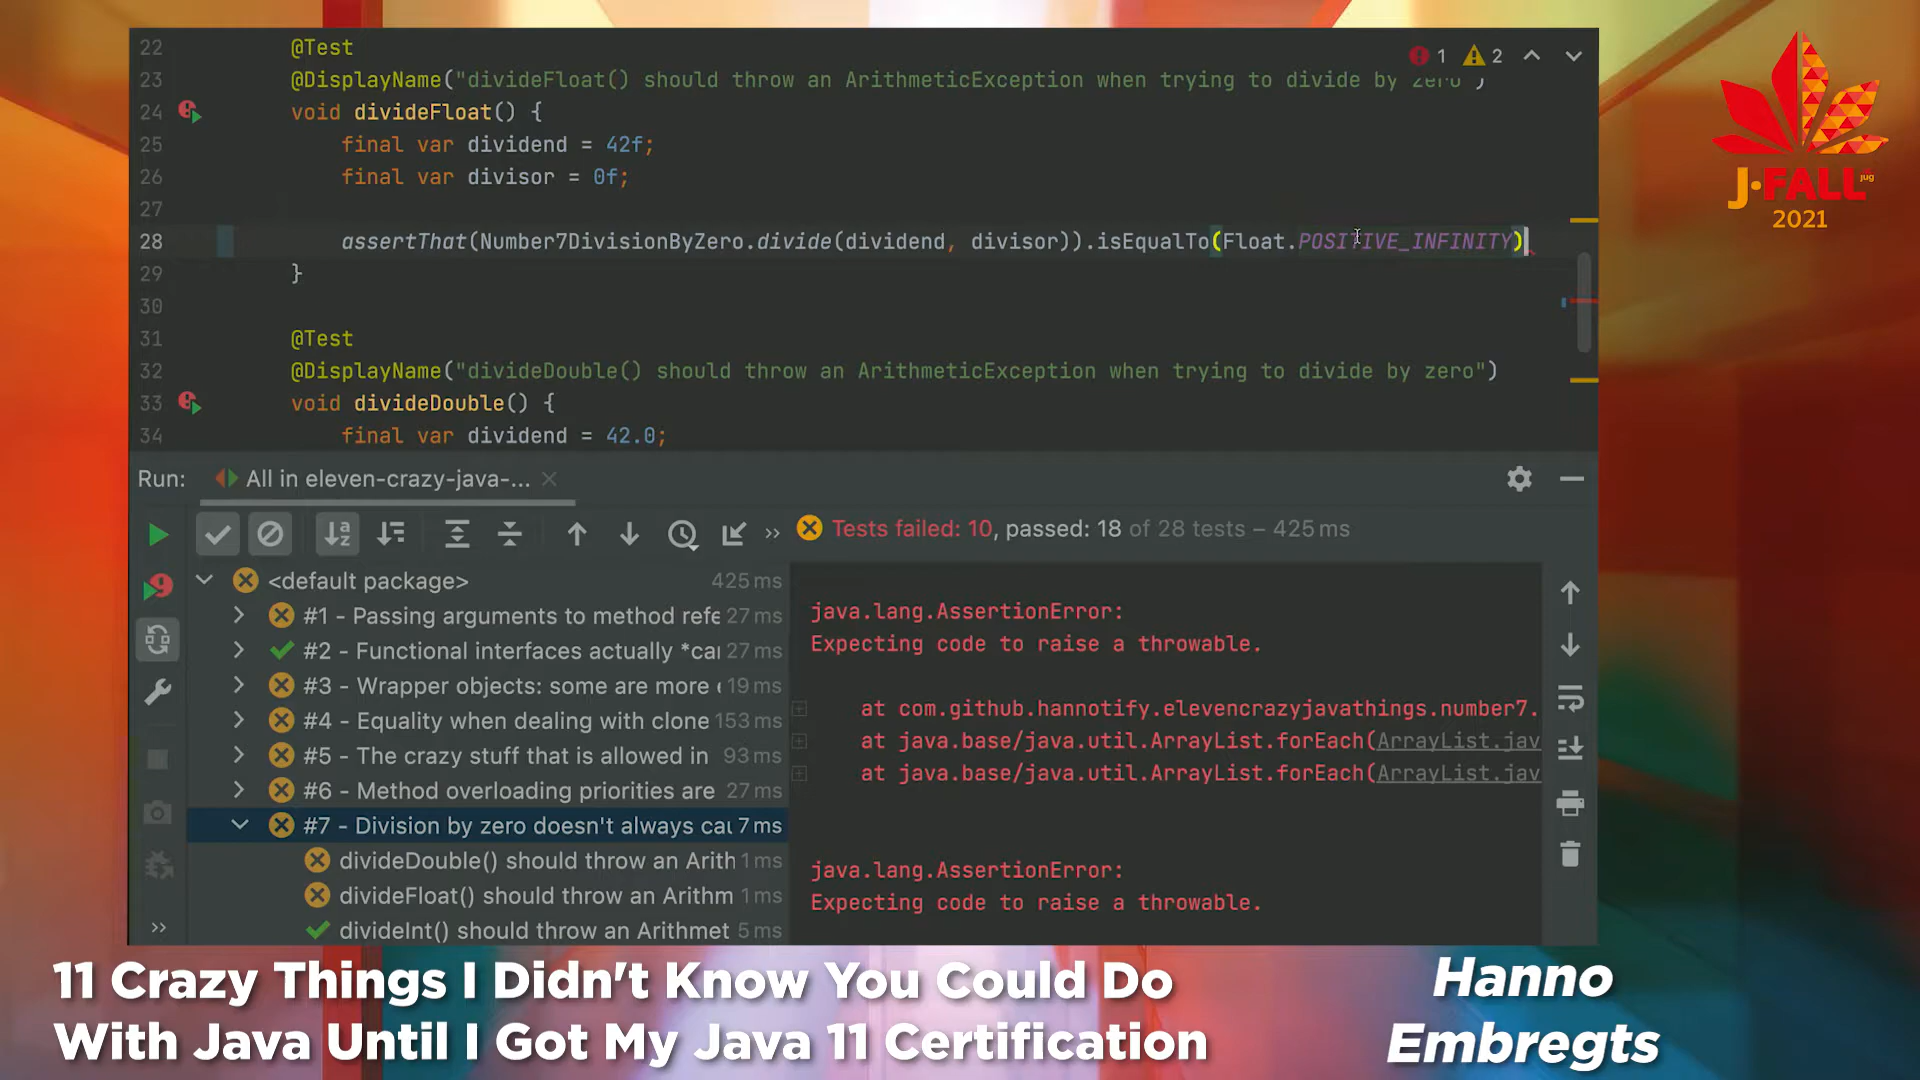 22 @Test
23 @DisplayName("divideFloat() should throw an ArithmeticException when trying to divide by zero")
24 void divideFloat() {
25 final var dividend = 42f;
26 final var divisor = 0f;
27
28 assertThat(Number7DivisionByZero.divide(dividend, divisor)).isEqualTo(Float.POSITIVE_INFINITY)
29 }
30
31 @Test
32 @DisplayName("divideDouble() should throw an ArithmeticException when trying to divide by zero")
33 void divideDouble() {
34 final var dividend = 42.0;
1 2
J-FALL jug
2021
Run: All in eleven-crazy-java-...
Tests failed: 10, passed: 18 of 28 tests – 425 ms
<default package> 425 ms
#1 - Passing arguments to method refe 27 ms
#2 - Functional interfaces actually *ca 27 ms
#3 - Wrapper objects: some are more 19 ms
#4 - Equality when dealing with clone 153 ms
#5 - The crazy stuff that is allowed in 93 ms
#6 - Method overloading priorities are 27 ms
#7 - Division by zero doesn't always cau 7 ms
divideDouble() should throw an Arith 1 ms
divideFloat() should throw an Arithm 1 ms
divideInt() should throw an Arithmet 5 ms
9
java.lang.AssertionError:
Expecting code to raise a throwable.
at com.github.hannotify.elevencrazyjavathings.number7.
at java.base/java.util.ArrayList.forEach(ArrayList.jav
at java.base/java.util.ArrayList.forEach(ArrayList.jav
java.lang.AssertionError:
Expecting code to raise a throwable.
11 Crazy Things I Didn't Know You Could Do
With Java Until I Got My Java 11 Certification
Hanno
Embregts